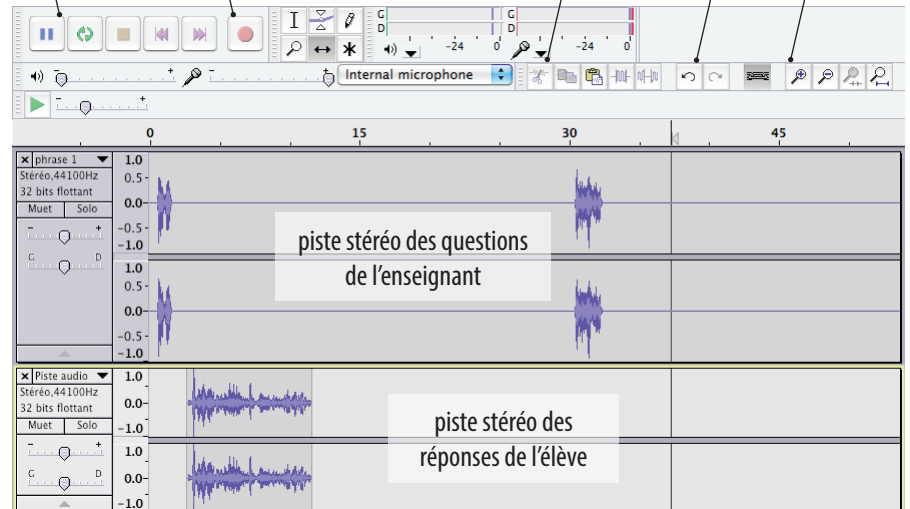 G
D
-24
0
G
D
-24
0
- +
- +
Internal microphone
- +
0 15 30 45
phrase 1
Stéréo,44100Hz
32 bits flottant
Muet Solo
- +
G D
1.0
0.5-
0.0-
-0.5-
-1.0
1.0
0.5-
0.0-
-0.5-
-1.0
piste stéréo des questions
de l'enseignant
Piste audio
Stéréo,44100Hz
32 bits flottant
Muet Solo
- +
G D
1.0
0.0-
-1.0
1.0
0.0-
-1.0
piste stéréo des
réponses de l'élève